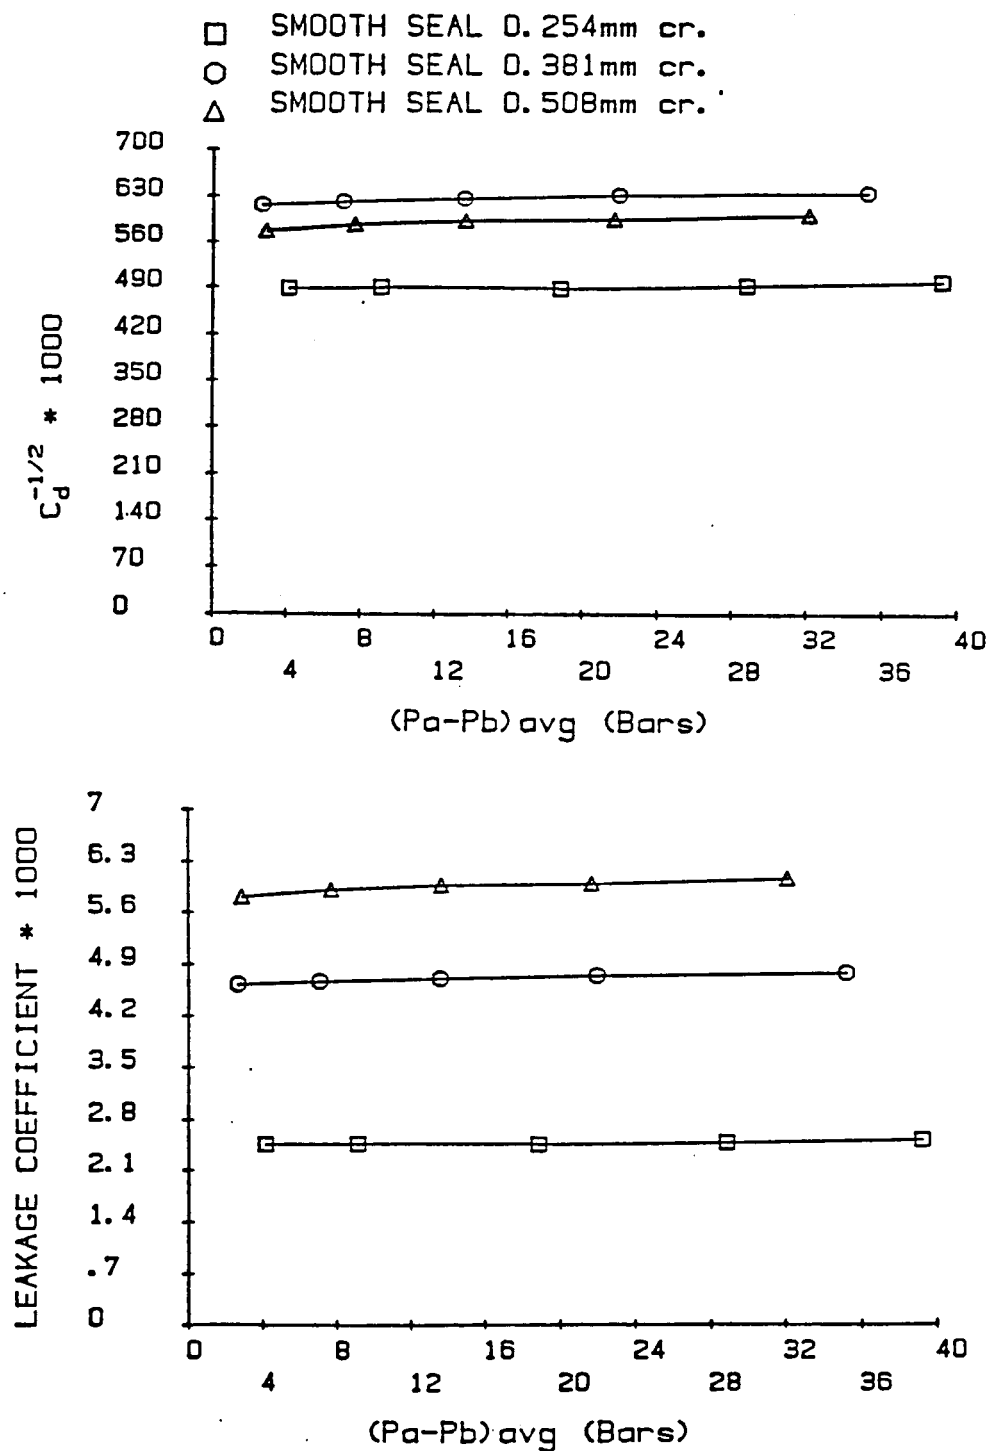 SMOOTH SEAL 0.254mm cr.
SMOOTH SEAL 0.381mm cr.
SMOOTH SEAL 0.508mm cr.
700
630
560
490
420
350
280
210
140
70
0
C_d^-1/2 * 1000
0 8 16 24 32 40
4 12 20 28 36
(Pa-Pb)avg (Bars)
7
6.3
5.6
4.9
4.2
3.5
2.8
2.1
1.4
.7
0
LEAKAGE COEFFICIENT * 1000
0 8 16 24 32 40
4 12 20 28 36
(Pa-Pb)avg (Bars)